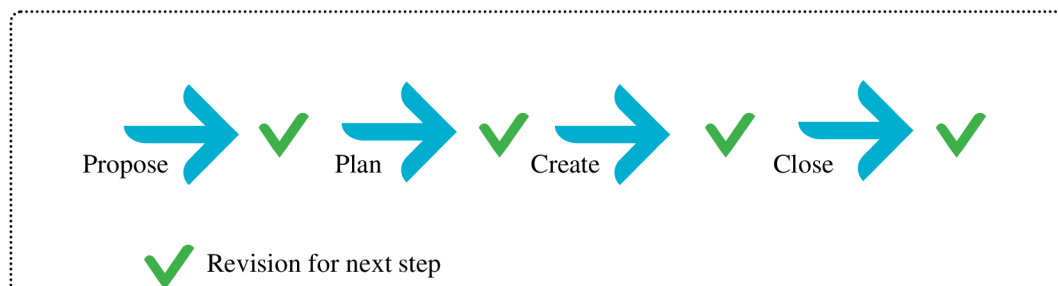 Propose
Plan
Create
Close
Revision for next step